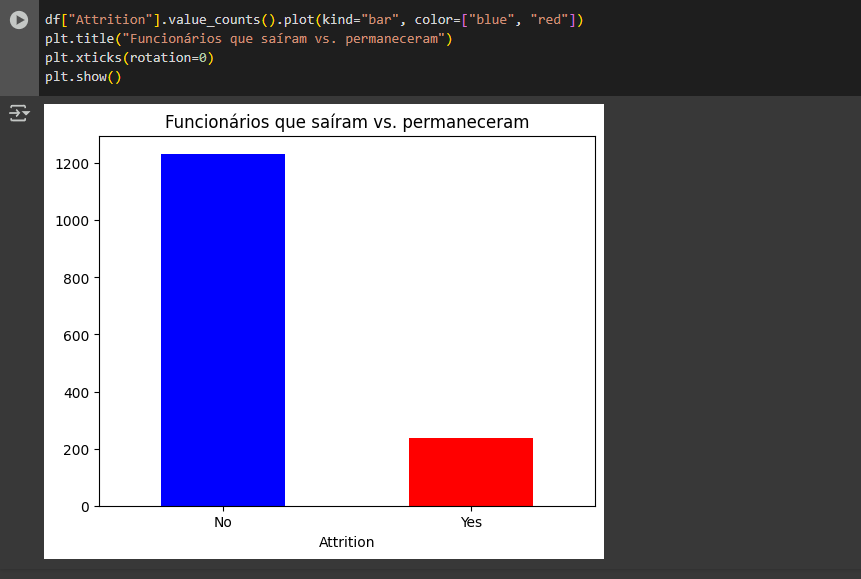 df["Attrition"].value_counts().plot(kind="bar", color=["blue", "red"])
plt.title("Funcionários que saíram vs. permaneceram")
plt.xticks(rotation=0)
plt.show()
Funcionários que saíram vs. permaneceram
1200
1000
800
600
400
200
0
No Yes
Attrition